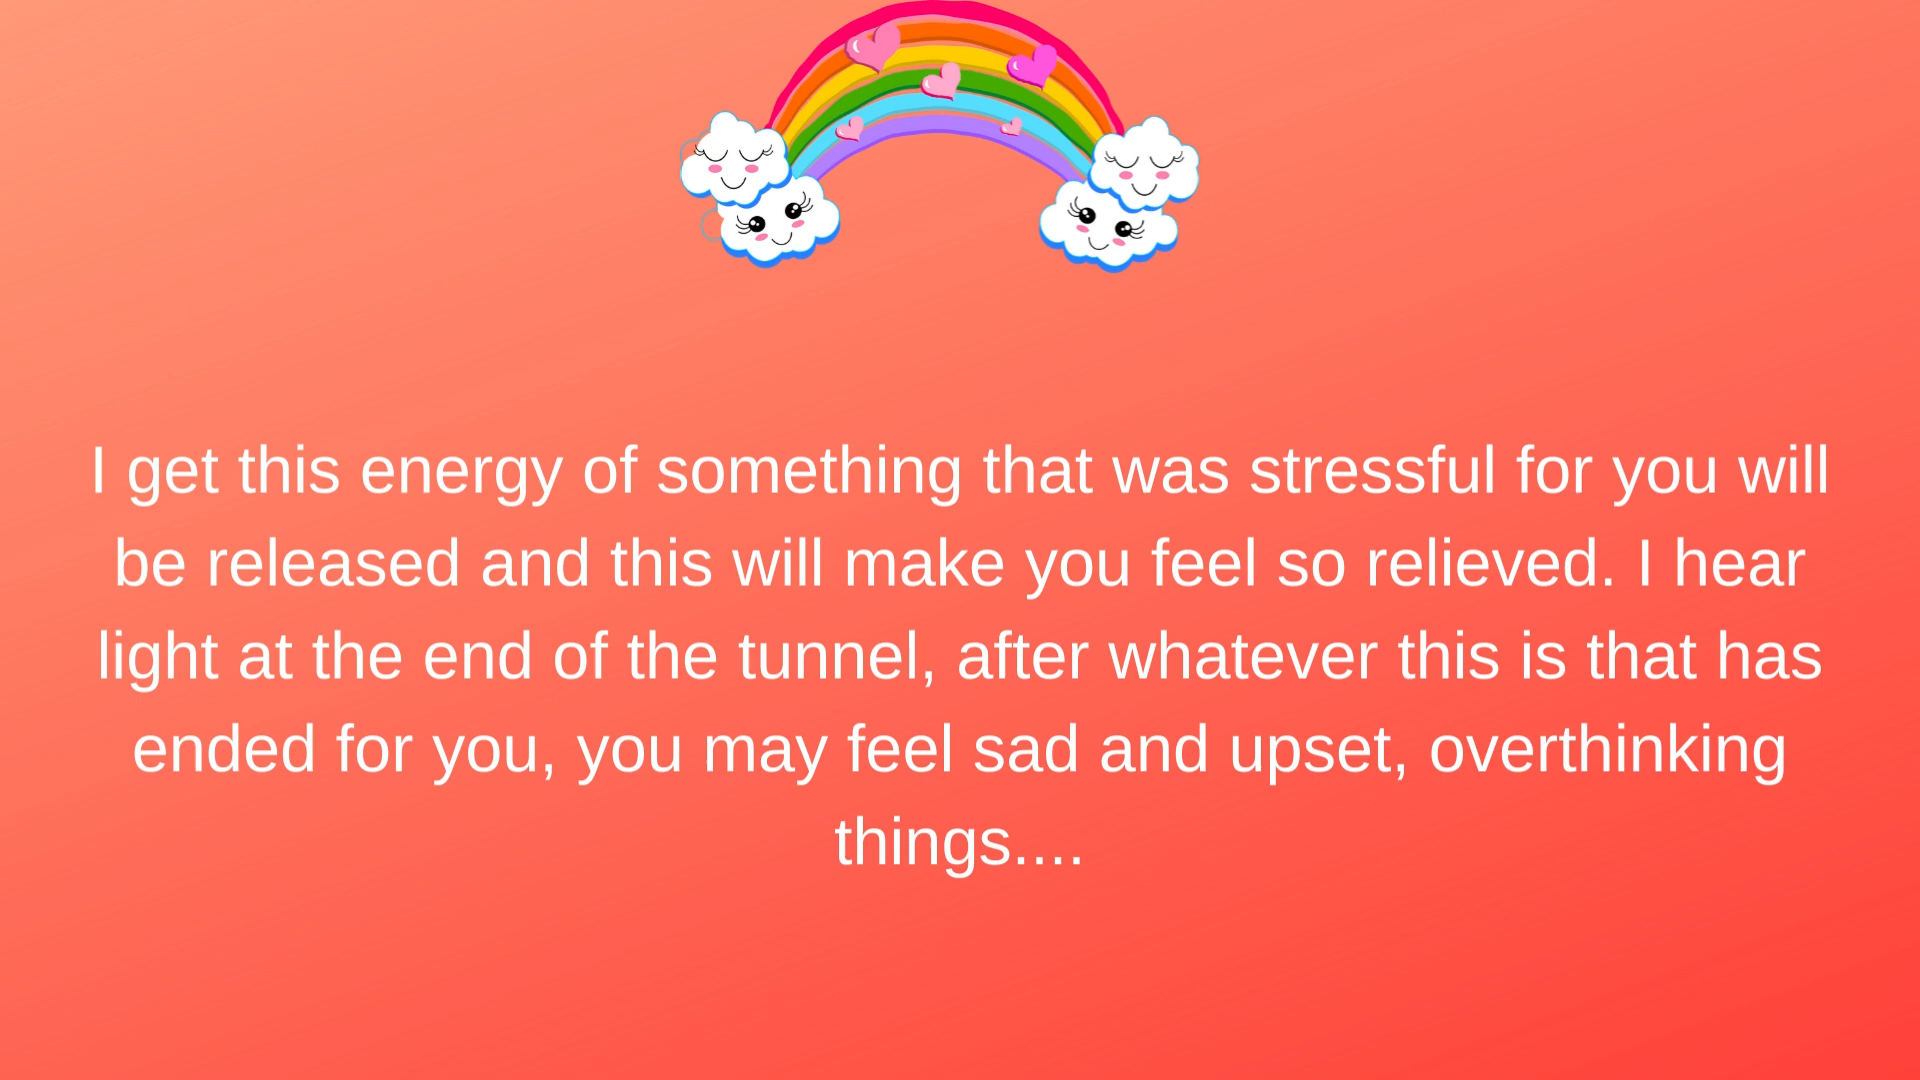 I get this energy of something that was stressful for you will
be released and this will make you feel so relieved. I hear
light at the end of the tunnel, after whatever this is that has
ended for you, you may feel sad and upset, overthinking
things....